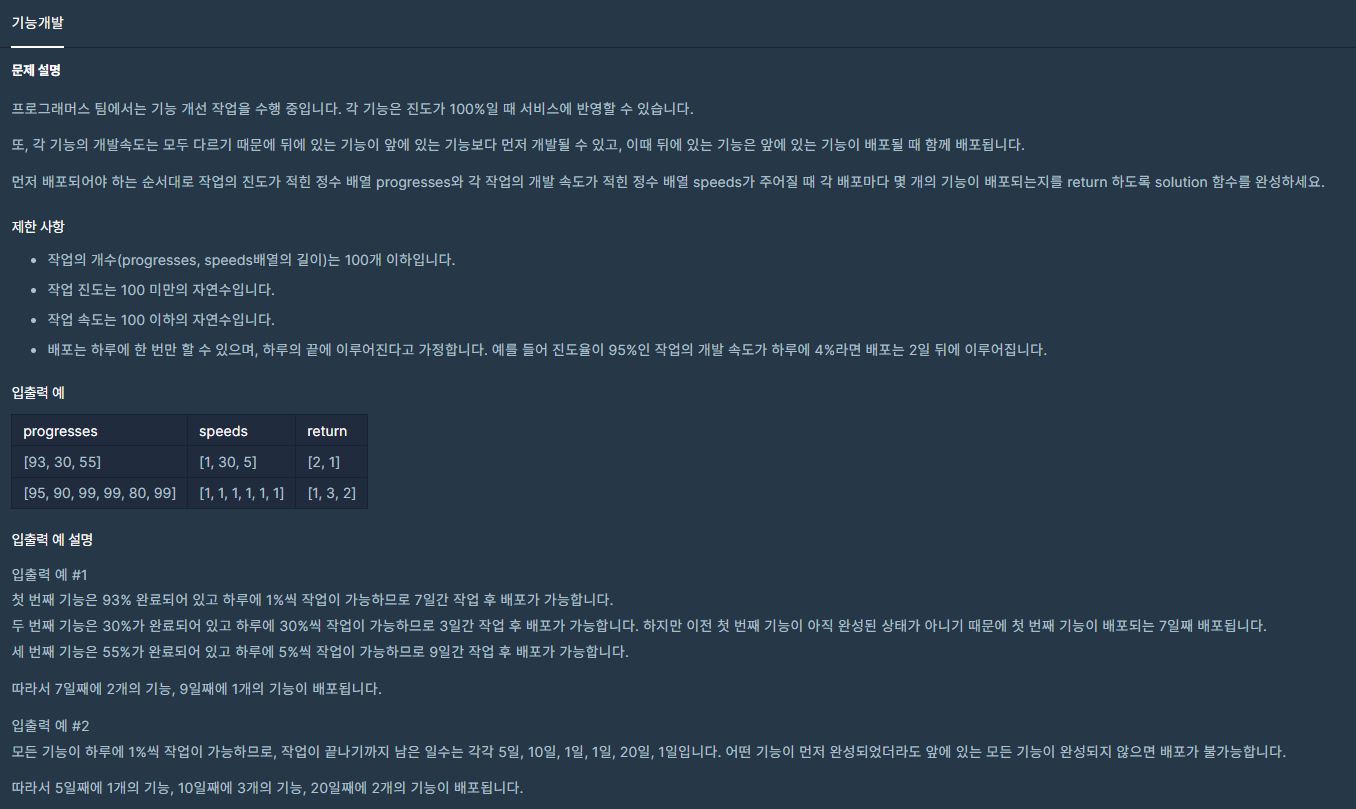 기능개발
문제 설명
프로그래머스 팀에서는 기능 개선 작업을 수행 중입니다. 각 기능은 진도가 100%일 때 서비스에 반영할 수 있습니다.
또, 각 기능의 개발속도는 모두 다르기 때문에 뒤에 있는 기능이 앞에 있는 기능보다 먼저 개발될 수 있고, 이때 뒤에 있는 기능은 앞에 있는 기능이 배포될 때 함께 배포됩니다.
먼저 배포되어야 하는 순서대로 작업의 진도가 적힌 정수 배열 progresses와 각 작업의 개발 속도가 적힌 정수 배열 speeds가 주어질 때 각 배포마다 몇 개의 기능이 배포되는지를 return 하도록 solution 함수를 완성하세요.
제한 사항
• 작업의 개수(progresses, speeds배열의 길이)는 100개 이하입니다.
• 작업 진도는 100 미만의 자연수입니다.
• 작업 속도는 100 이하의 자연수입니다.
• 배포는 하루에 한 번만 할 수 있으며, 하루의 끝에 이루어진다고 가정합니다. 예를 들어 진도율이 95%인 작업의 개발 속도가 하루에 4%라면 배포는 2일 뒤에 이루어집니다.
입출력 예
progresses speeds return
[93, 30, 55] [1, 30, 5] [2, 1]
[95, 90, 99, 99, 80, 99] [1, 1, 1, 1, 1, 1] [1, 3, 2]
입출력 예 설명
입출력 예 #1
첫 번째 기능은 93% 완료되어 있고 하루에 1%씩 작업이 가능하므로 7일간 작업 후 배포가 가능합니다.
두 번째 기능은 30%가 완료되어 있고 하루에 30%씩 작업이 가능하므로 3일간 작업 후 배포가 가능합니다. 하지만 이전 첫 번째 기능이 아직 완성된 상태가 아니기 때문에 첫 번째 기능이 배포되는 7일째 배포됩니다.
세 번째 기능은 55%가 완료되어 있고 하루에 5%씩 작업이 가능하므로 9일간 작업 후 배포가 가능합니다.
따라서 7일째에 2개의 기능, 9일째에 1개의 기능이 배포됩니다.
입출력 예 #2
모든 기능이 하루에 1%씩 작업이 가능하므로, 작업이 끝나기까지 남은 일수는 각각 5일, 10일, 1일, 1일, 20일, 1일입니다. 어떤 기능이 먼저 완성되었더라도 앞에 있는 모든 기능이 완성되지 않으면 배포가 불가능합니다.
따라서 5일째에 1개의 기능, 10일째에 3개의 기능, 20일째에 2개의 기능이 배포됩니다.